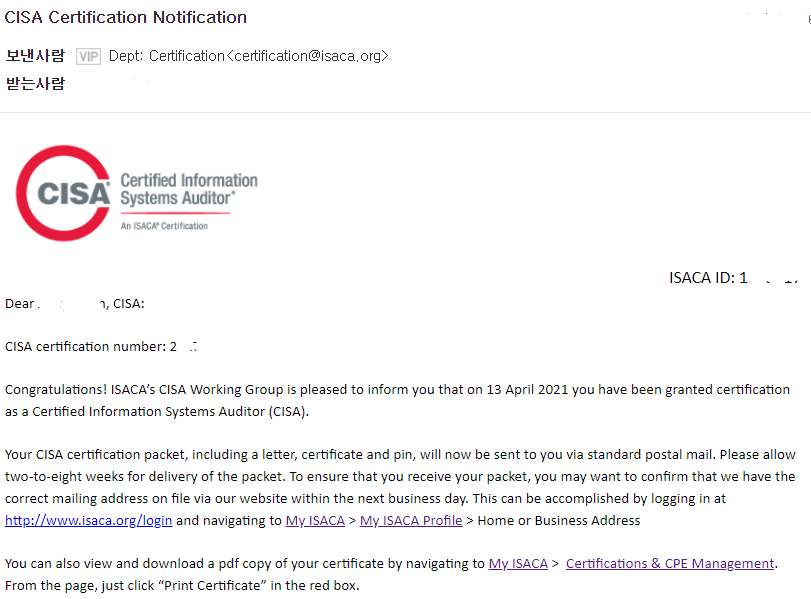 CISA Certification Notification
보낸사람 VIP Dept: Certification<certification@isaca.org>
받는사람
CISA® Certified Information
Systems Auditor®
An ISACA® Certification
ISACA ID: 1
Dear , CISA:
CISA certification number: 2
Congratulations! ISACA's CISA Working Group is pleased to inform you that on 13 April 2021 you have been granted certification
as a Certified Information Systems Auditor (CISA).
Your CISA certification packet, including a letter, certificate and pin, will now be sent to you via standard postal mail. Please allow
two-to-eight weeks for delivery of the packet. To ensure that you receive your packet, you may want to confirm that we have the
correct mailing address on file via our website within the next business day. This can be accomplished by logging in at
http://www.isaca.org/login and navigating to My ISACA > My ISACA Profile > Home or Business Address
You can also view and download a pdf copy of your certificate by navigating to My ISACA > Certifications & CPE Management.
From the page, just click “Print Certificate” in the red box.